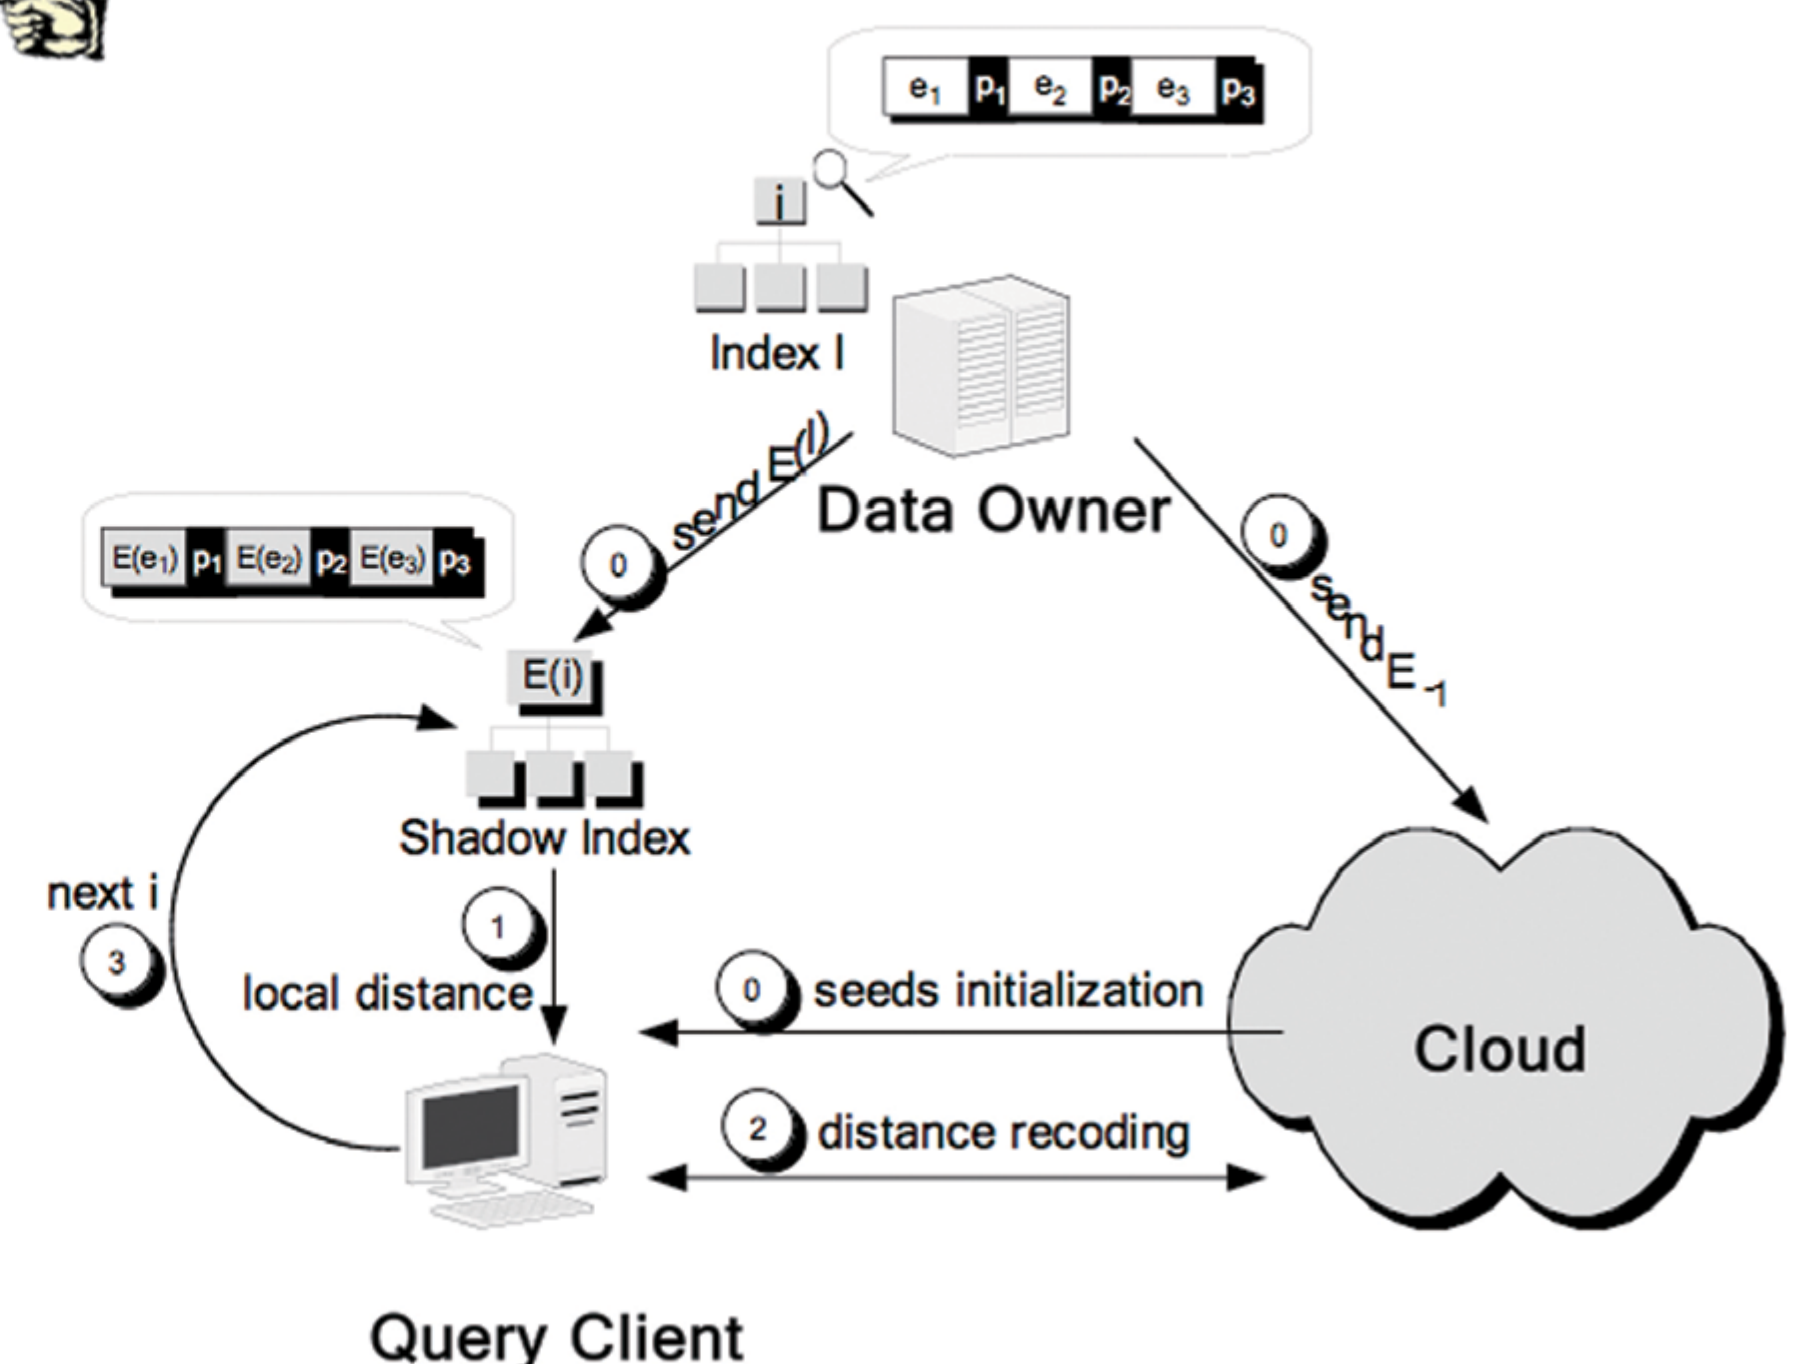 e1 p1 e2 p2 e3 p3
i
Index I
send E(I)
0
Data Owner
0
send E -1
E(e1) p1 E(e2) p2 E(e3) p3
E(i)
Shadow Index
next i
3
1
local distance
0 seeds initialization
Cloud
2 distance recoding
Query Client